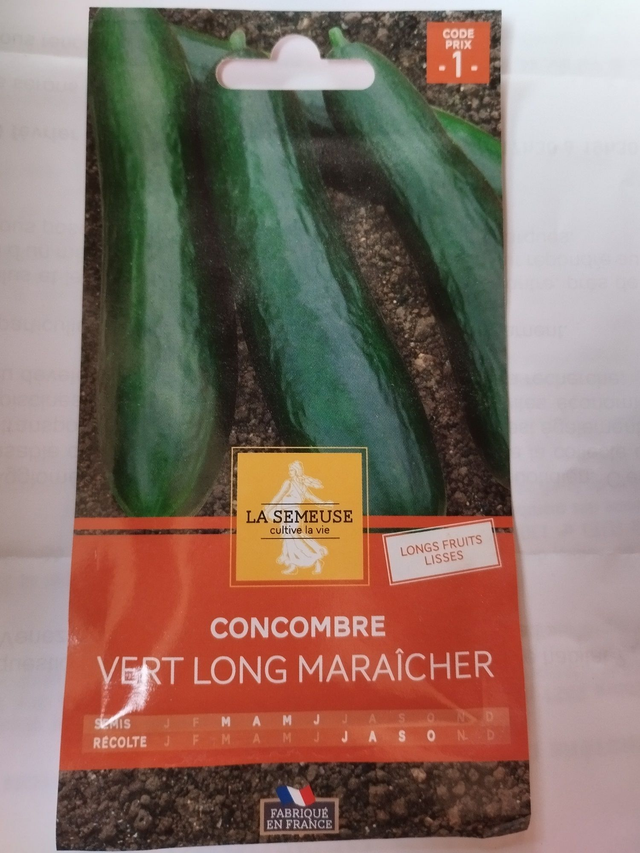 CODE
PRIX
- 1 -
LA SEMEUSE
cultive la vie
LONGS FRUITS
LISSES
CONCOMBRE
VERT LONG MARAÎCHER
SEMIS J F M A M J J A S O N D
RÉCOLTE J F M A M J J A S O N D
FABRIQUÉ
EN FRANCE